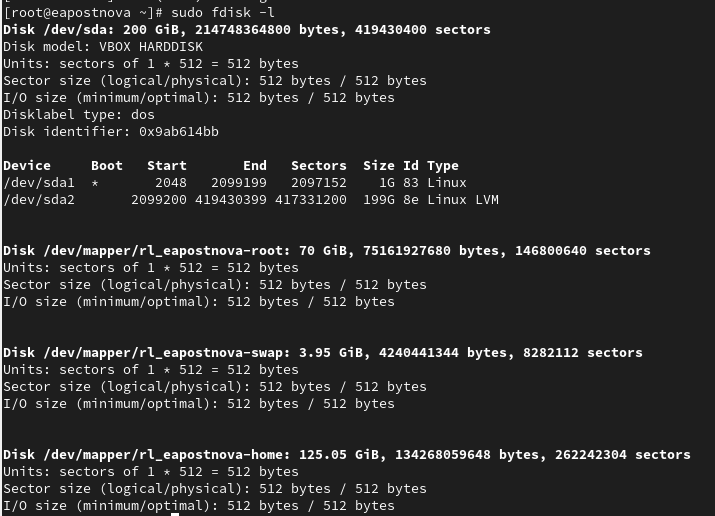 [root@eapostnova ~]# sudo fdisk -l
Disk /dev/sda: 200 GiB, 214748364800 bytes, 419430400 sectors
Disk model: VBOX HARDDISK
Units: sectors of 1 * 512 = 512 bytes
Sector size (logical/physical): 512 bytes / 512 bytes
I/O size (minimum/optimal): 512 bytes / 512 bytes
Disklabel type: dos
Disk identifier: 0x9ab614bb
Device     Boot   Start       End   Sectors  Size Id Type
/dev/sda1  *       2048   2099199   2097152    1G 83 Linux
/dev/sda2       2099200 419430399 417331200  199G 8e Linux LVM
Disk /dev/mapper/rl_eapostnova-root: 70 GiB, 75161927680 bytes, 146800640 sectors
Units: sectors of 1 * 512 = 512 bytes
Sector size (logical/physical): 512 bytes / 512 bytes
I/O size (minimum/optimal): 512 bytes / 512 bytes
Disk /dev/mapper/rl_eapostnova-swap: 3.95 GiB, 4240441344 bytes, 8282112 sectors
Units: sectors of 1 * 512 = 512 bytes
Sector size (logical/physical): 512 bytes / 512 bytes
I/O size (minimum/optimal): 512 bytes / 512 bytes
Disk /dev/mapper/rl_eapostnova-home: 125.05 GiB, 134268059648 bytes, 262242304 sectors
Units: sectors of 1 * 512 = 512 bytes
Sector size (logical/physical): 512 bytes / 512 bytes
I/O size (minimum/optimal): 512 bytes / 512 bytes